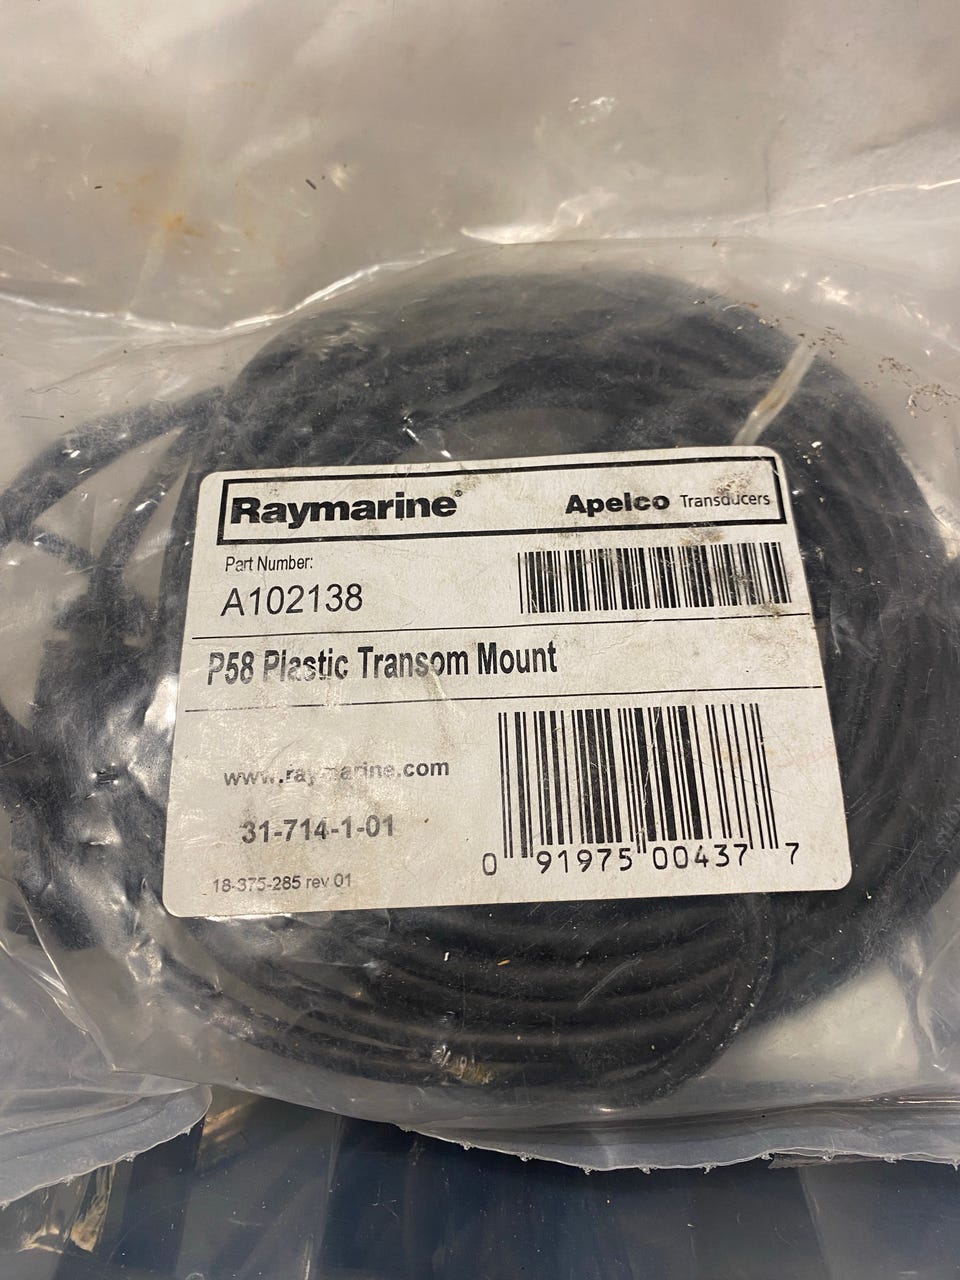 Raymarine®
Apelco Transducers
Part Number:
A102138
P58 Plastic Transom Mount
www.raymarine.com
31-714-1-01
18-375-285 rev 01
0 91975 00437 7